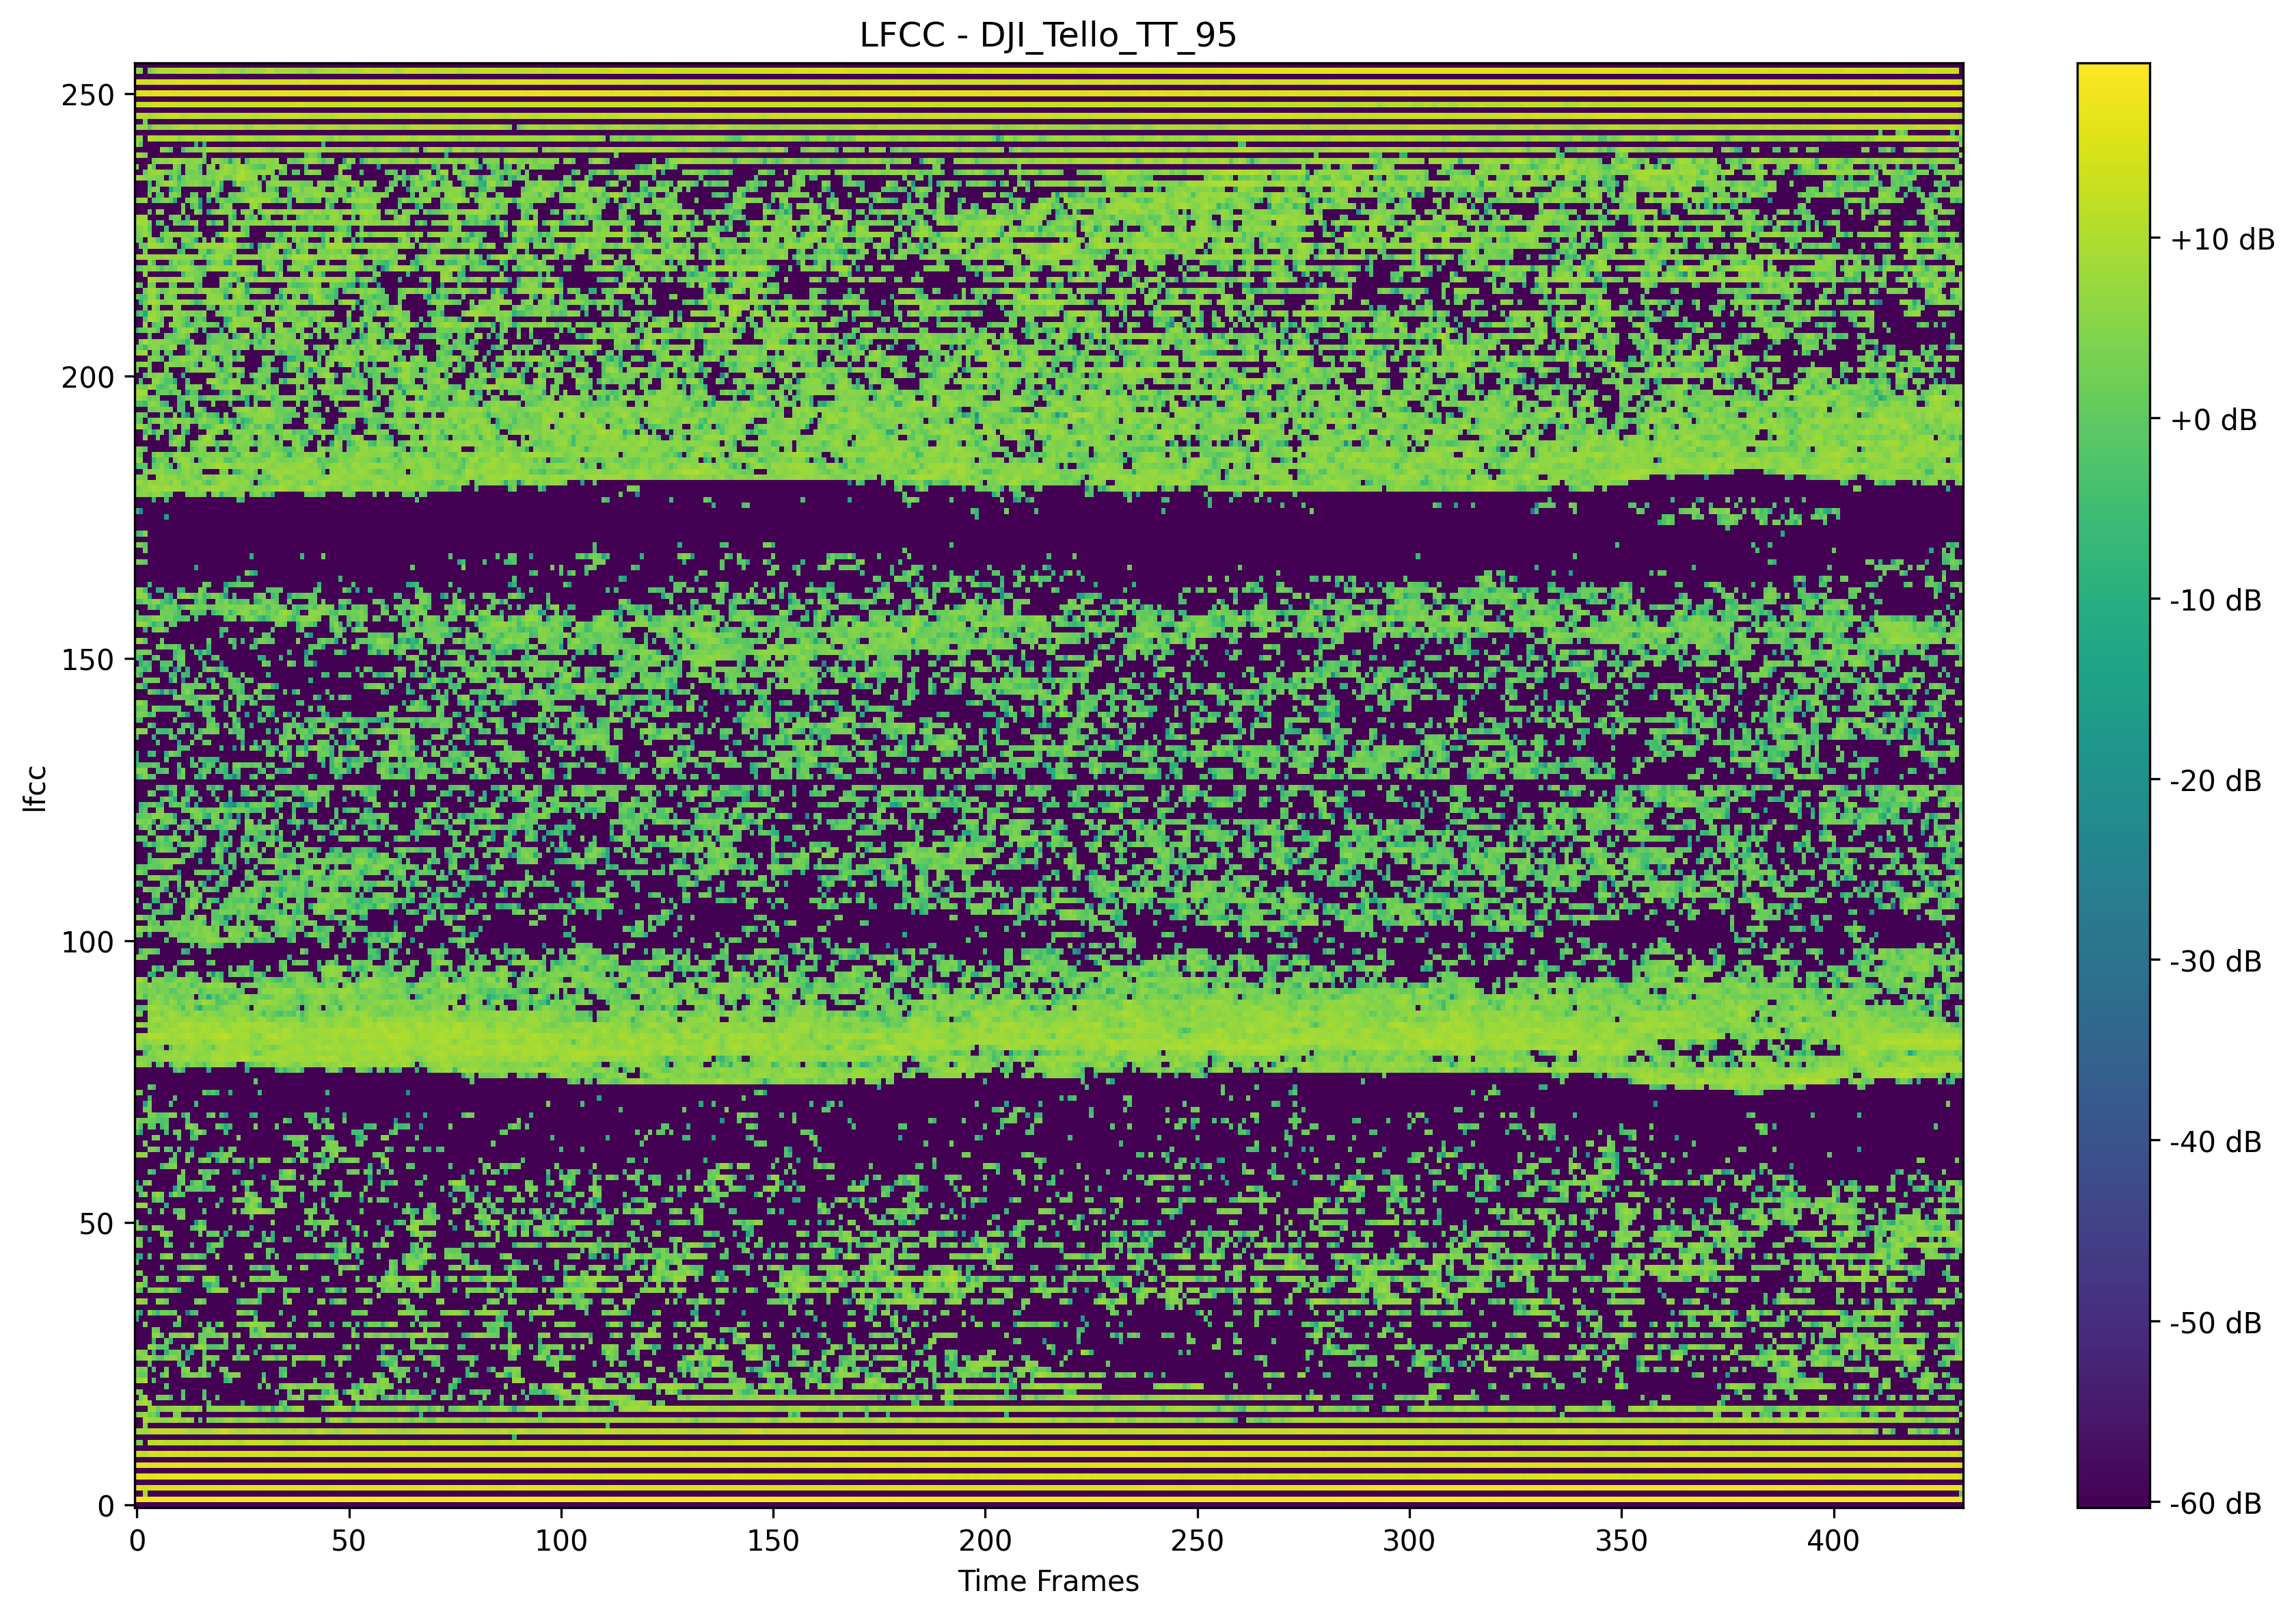 LFCC - DJI_Tello_TT_95
250
200
150
100
50
0
lfcc
0 50 100 150 200 250 300 350 400
Time Frames
+10 dB
+0 dB
-10 dB
-20 dB
-30 dB
-40 dB
-50 dB
-60 dB